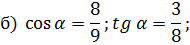 б) cos α = 8/9 ; tg α = 3/8 ;